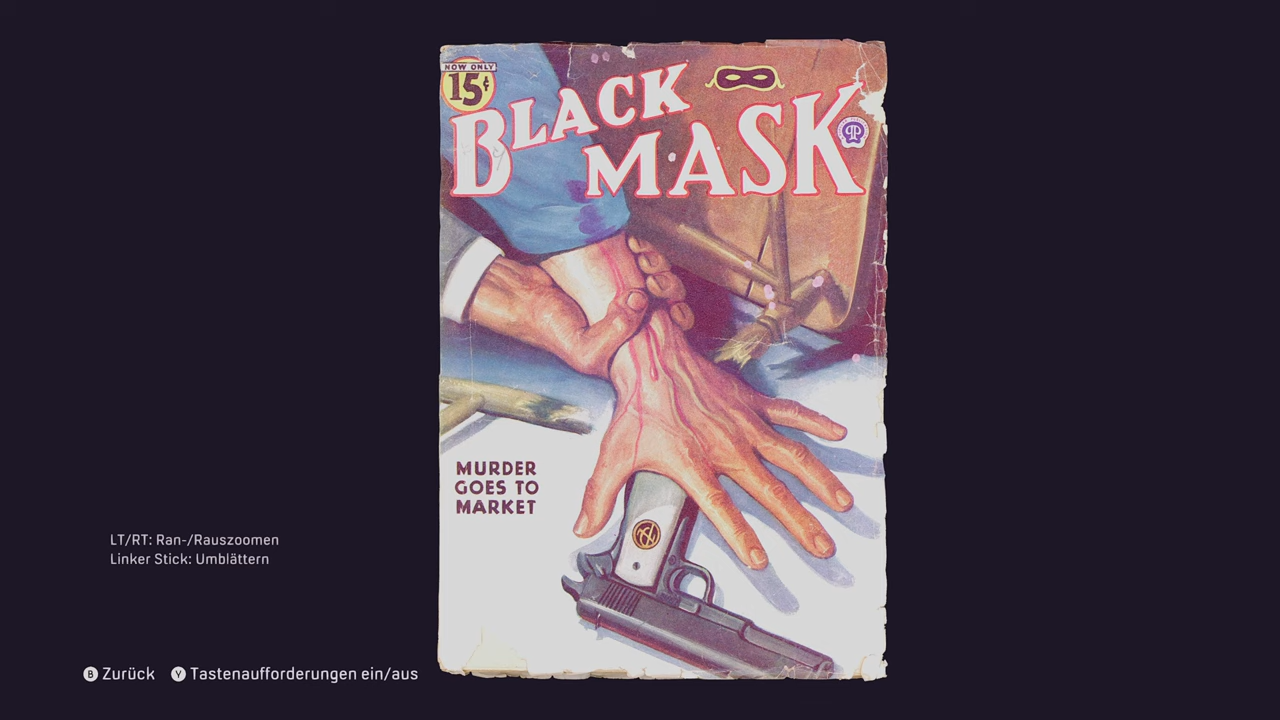 NOW ONLY
15¢
BLACK
MASK
MURDER
GOES TO
MARKET
LT/RT: Ran-/Rauszoomen
Linker Stick: Umblättern
B Zurück Y Tastenaufforderungen ein/aus